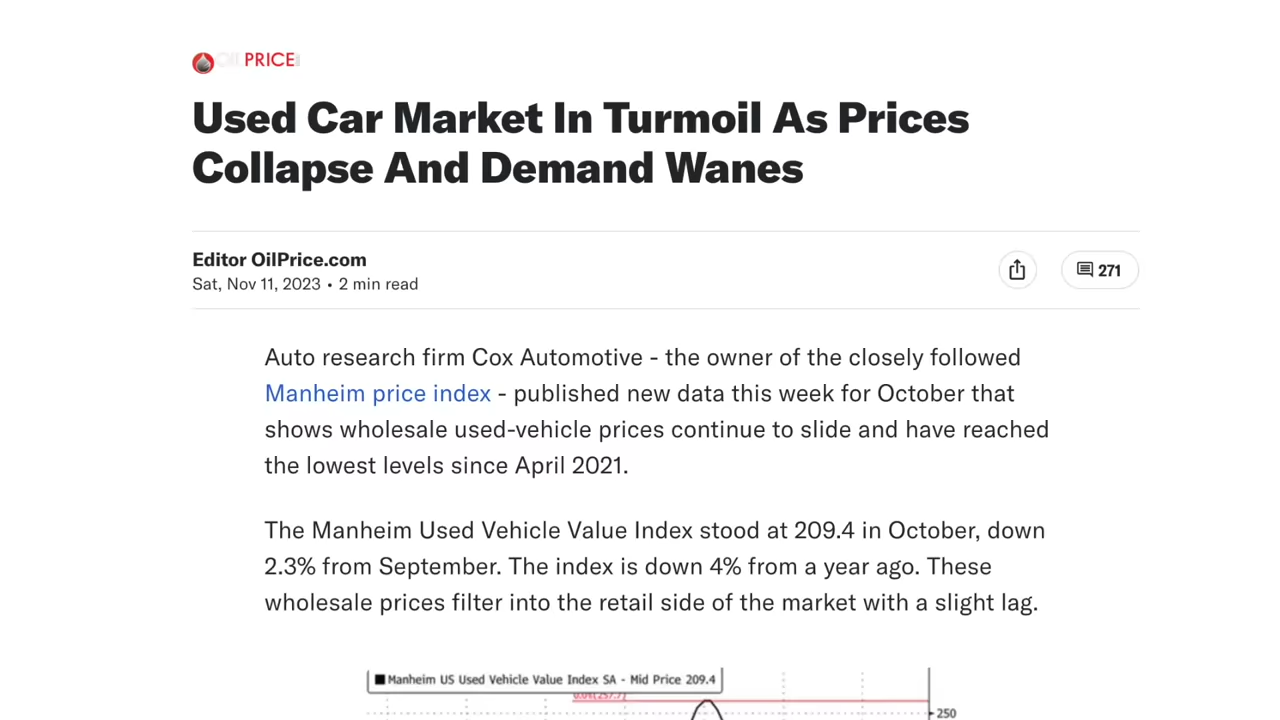 OIL PRICE
Used Car Market In Turmoil As Prices
Collapse And Demand Wanes
Editor OilPrice.com
Sat, Nov 11, 2023 • 2 min read
271
Auto research firm Cox Automotive - the owner of the closely followed
Manheim price index - published new data this week for October that
shows wholesale used-vehicle prices continue to slide and have reached
the lowest levels since April 2021.
The Manheim Used Vehicle Value Index stood at 209.4 in October, down
2.3% from September. The index is down 4% from a year ago. These
wholesale prices filter into the retail side of the market with a slight lag.
Manheim US Used Vehicle Value Index SA - Mid Price 209.4
250